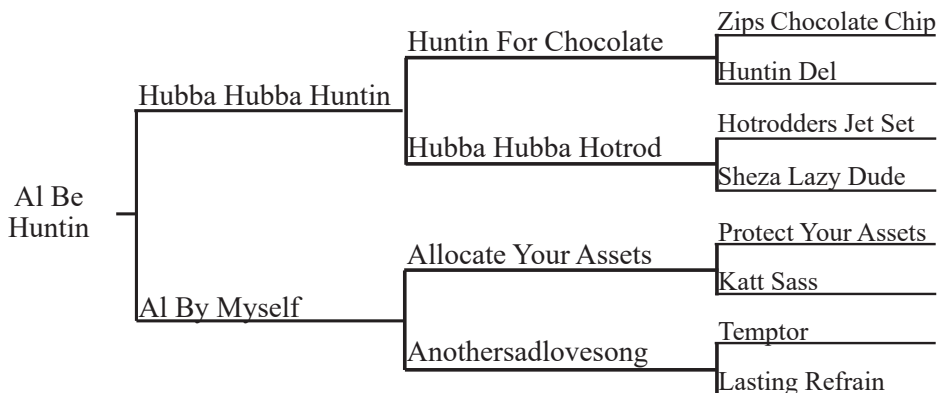 Zips Chocolate Chip
Huntin For Chocolate
Huntin Del
Hubba Hubba Huntin
Hotrodders Jet Set
Hubba Hubba Hotrod
Sheza Lazy Dude
Al Be
Huntin
Protect Your Assets
Allocate Your Assets
Katt Sass
Al By Myself
Temptor
Anothersadlovesong
Lasting Refrain